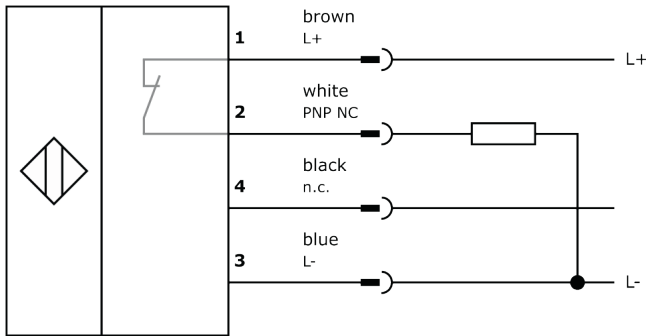 brown
1 L+
L+
white
2 PNP NC
black
4 n.c.
blue
3 L-
L-